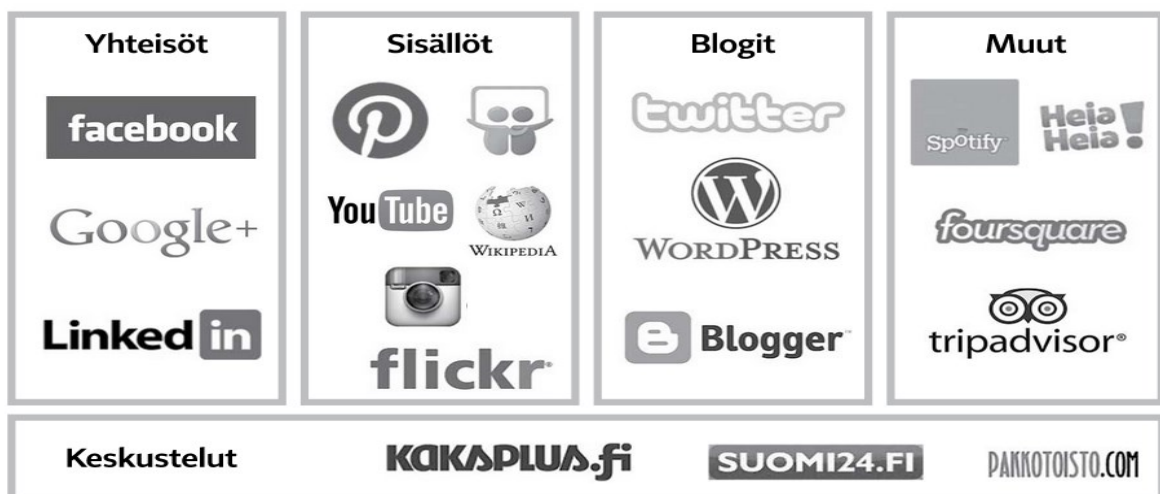 Yhteisöt
facebook
Google+
Linked in
Sisällöt
You Tube
WIKIPEDIA
flickr
Blogit
twitter
WORDPRESS
Blogger™
Muut
Spotify
Heia
Heia!
foursquare
tripadvisor®
Keskustelut
KAKSPLUS.fi
SUOMI24.FI
PAKKOTOISTO.COM